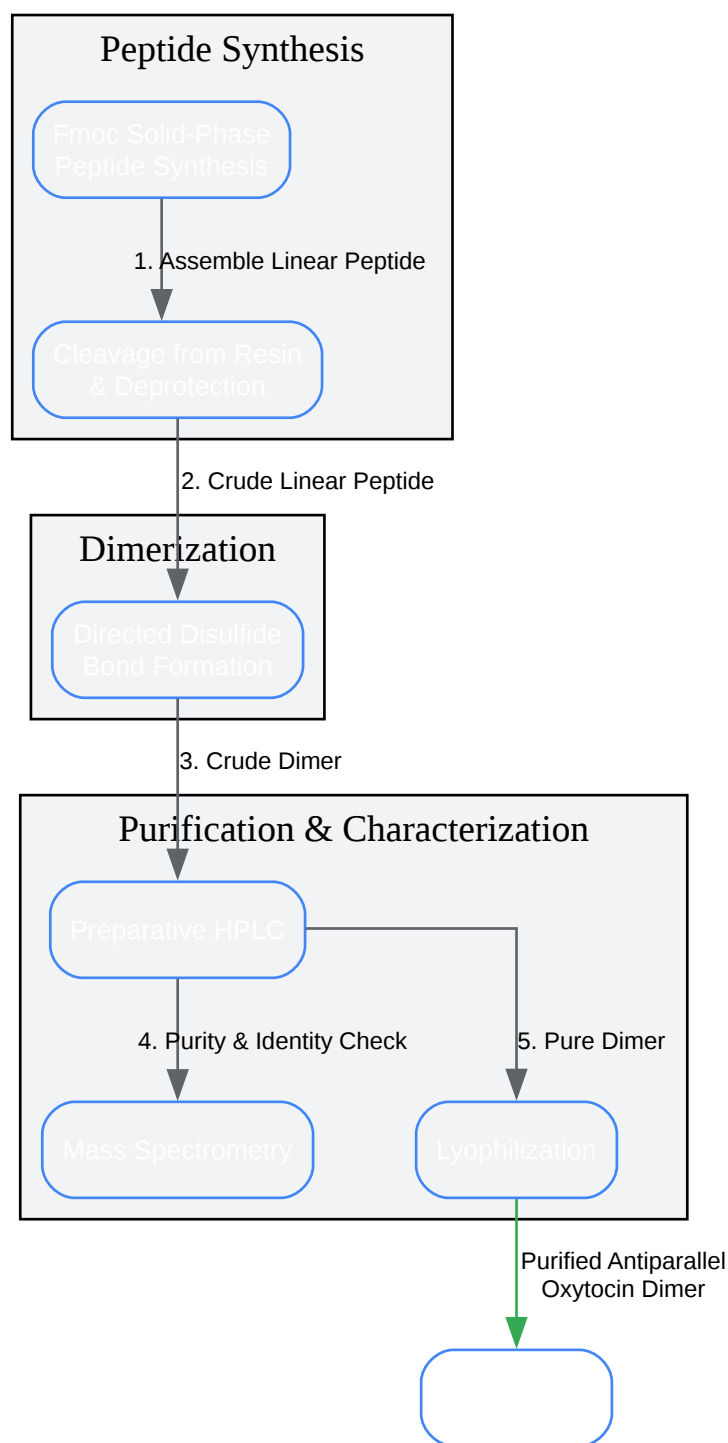 Peptide Synthesis
Fmoc Solid-Phase
Peptide Synthesis
1. Assemble Linear Peptide
Cleavage from Resin
& Deprotection
2. Crude Linear Peptide
Dimerization
Directed Disulfide
Bond Formation
3. Crude Dimer
Purification & Characterization
Preparative HPLC
4. Purity & Identity Check
5. Pure Dimer
Mass Spectrometry
Lyophilization
Purified Antiparallel
Oxytocin Dimer